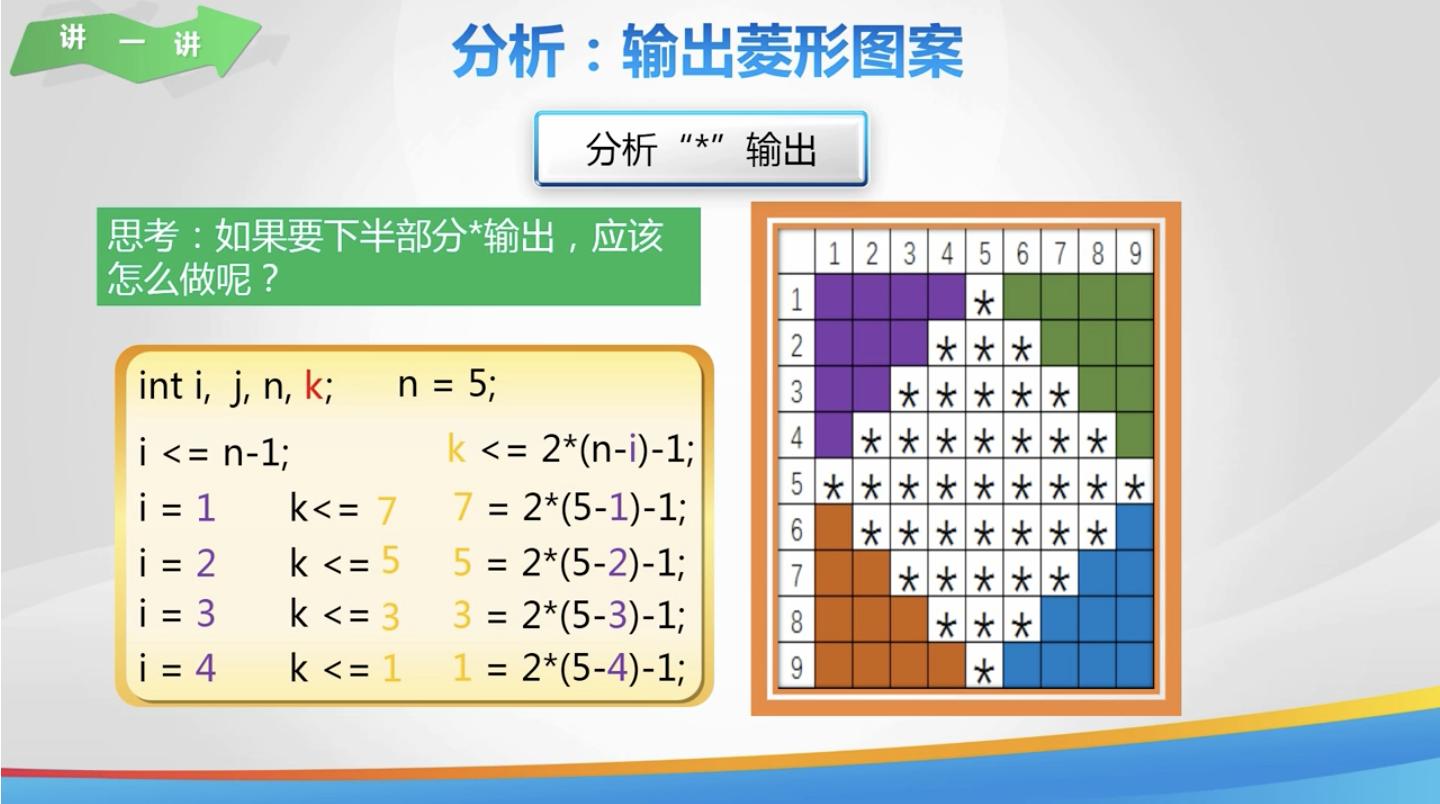 讲 一 讲
分析：输出菱形图案
分析“*”输出
思考：如果要下半部分*输出，应该
怎么做呢？
int i, j, n, k; n = 5;
i <= n-1; k <= 2*(n-i)-1;
i = 1 k<= 7 7 = 2*(5-1)-1;
i = 2 k <= 5 5 = 2*(5-2)-1;
i = 3 k <= 3 3 = 2*(5-3)-1;
i = 4 k <= 1 1 = 2*(5-4)-1;
1 2 3 4 5 6 7 8 9
1 *
2 * * *
3 * * * * *
4 * * * * * * *
5 * * * * * * * * *
6 * * * * * * *
7 * * * * *
8 * * *
9 *